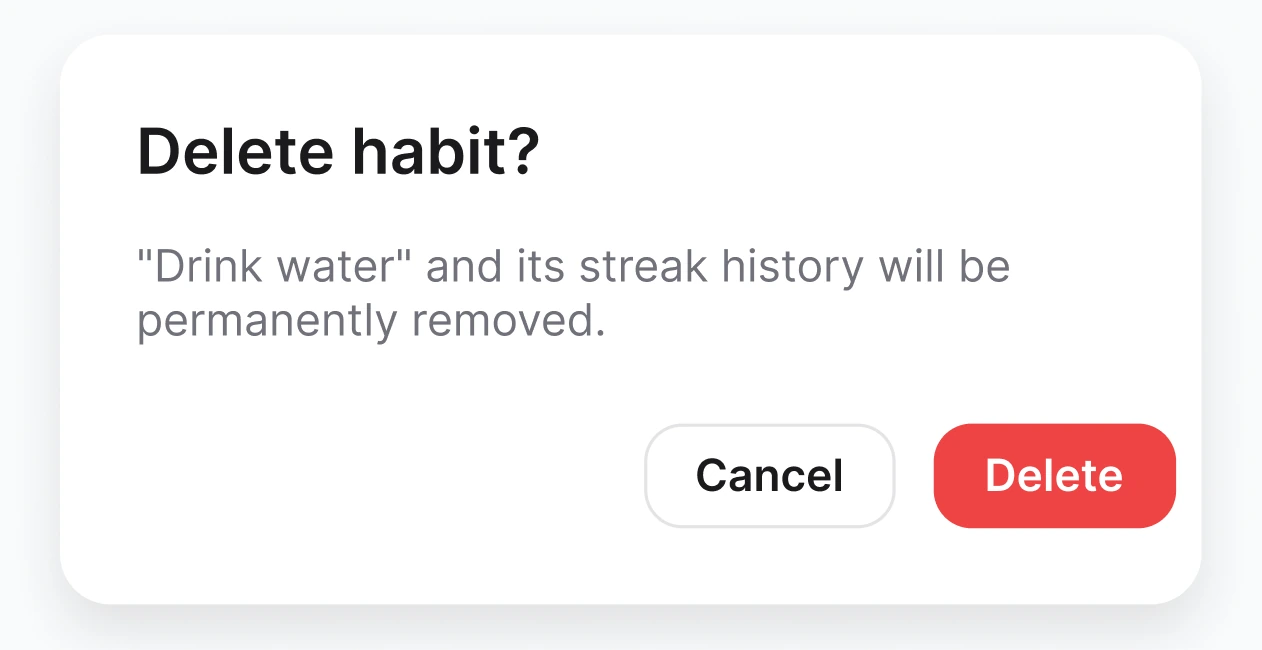 Delete habit?
"Drink water" and its streak history will be
permanently removed.
Cancel
Delete